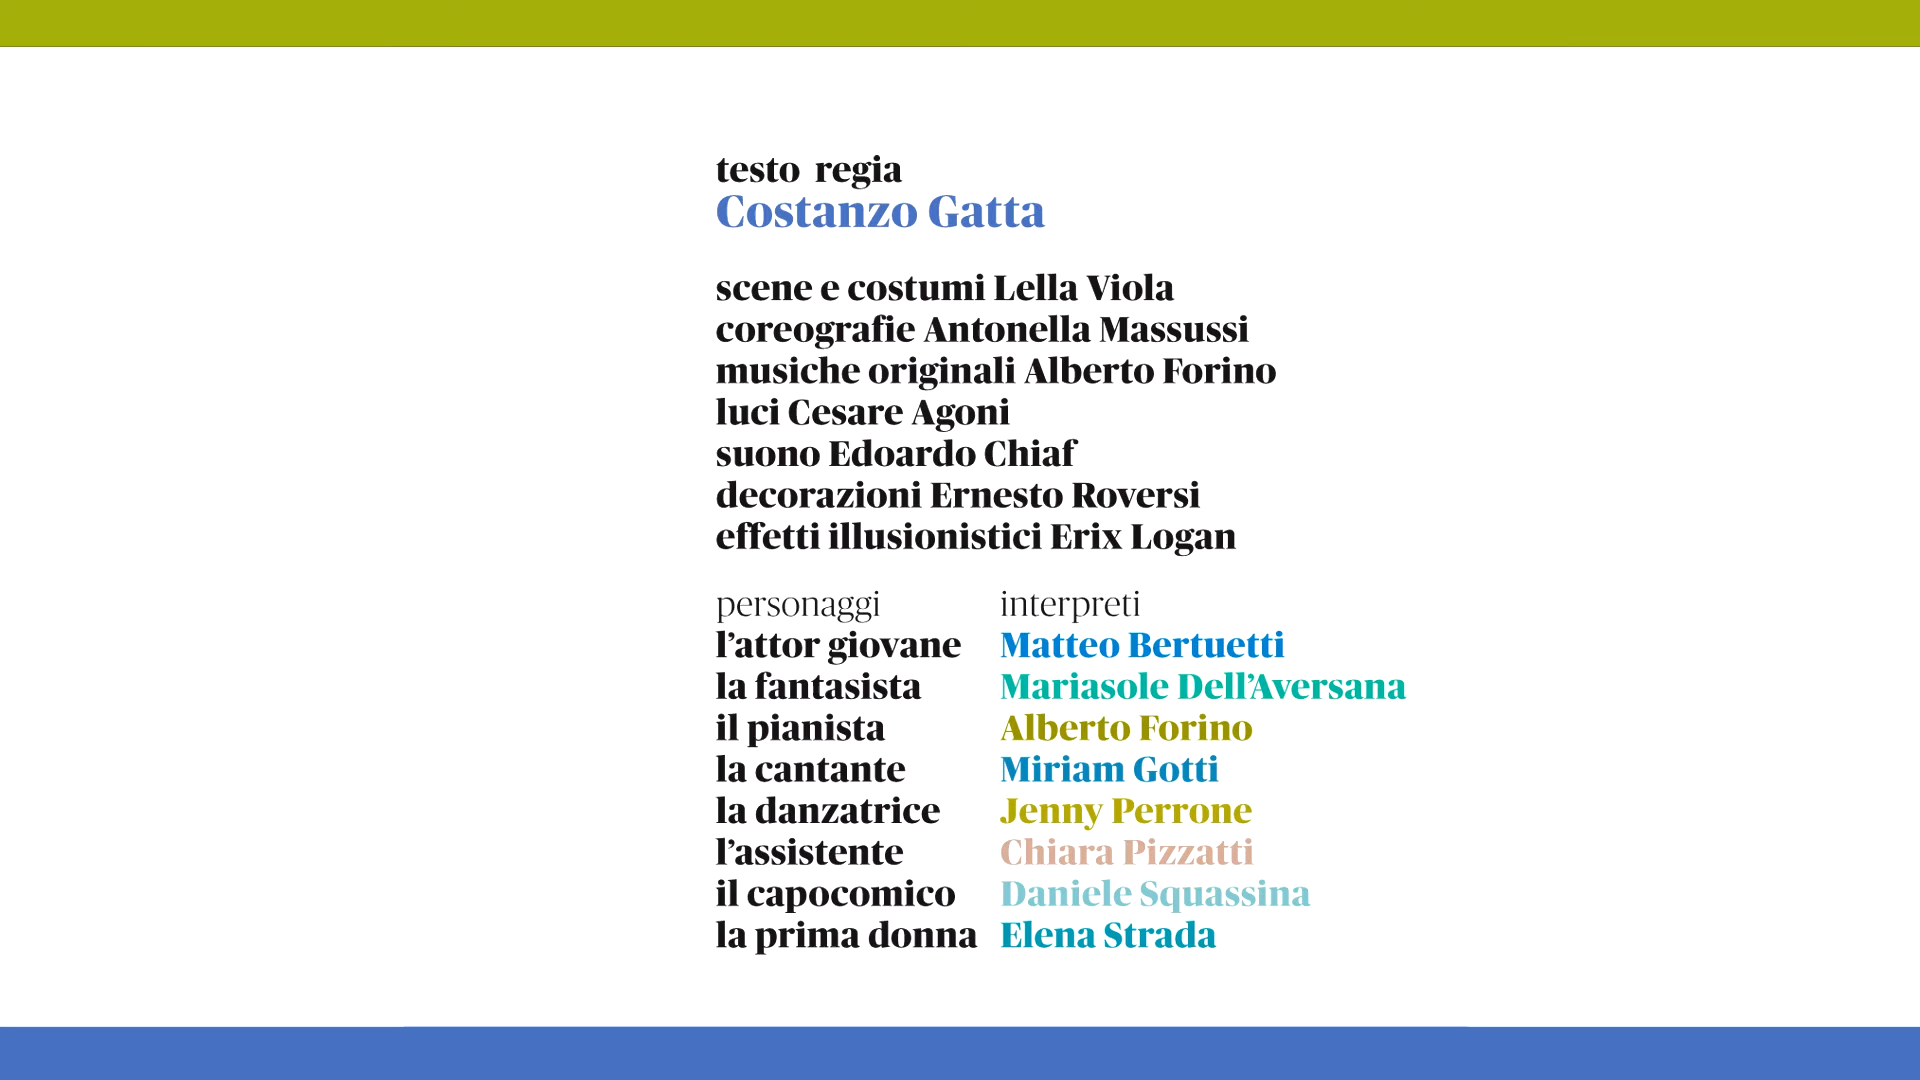 testo  regia
Costanzo Gatta
scene e costumi Lella Viola
coreografie Antonella Massussi
musiche originali Alberto Forino
luci Cesare Agoni
suono Edoardo Chiaf
decorazioni Ernesto Roversi
effetti illusionistici Erix Logan
personaggi interpreti
l’attor giovane Matteo Bertuetti
la fantasista Mariasole Dell’Aversana
il pianista Alberto Forino
la cantante Miriam Gotti
la danzatrice Jenny Perrone
l’assistente Chiara Pizzatti
il capocomico Daniele Squassina
la prima donna Elena Strada